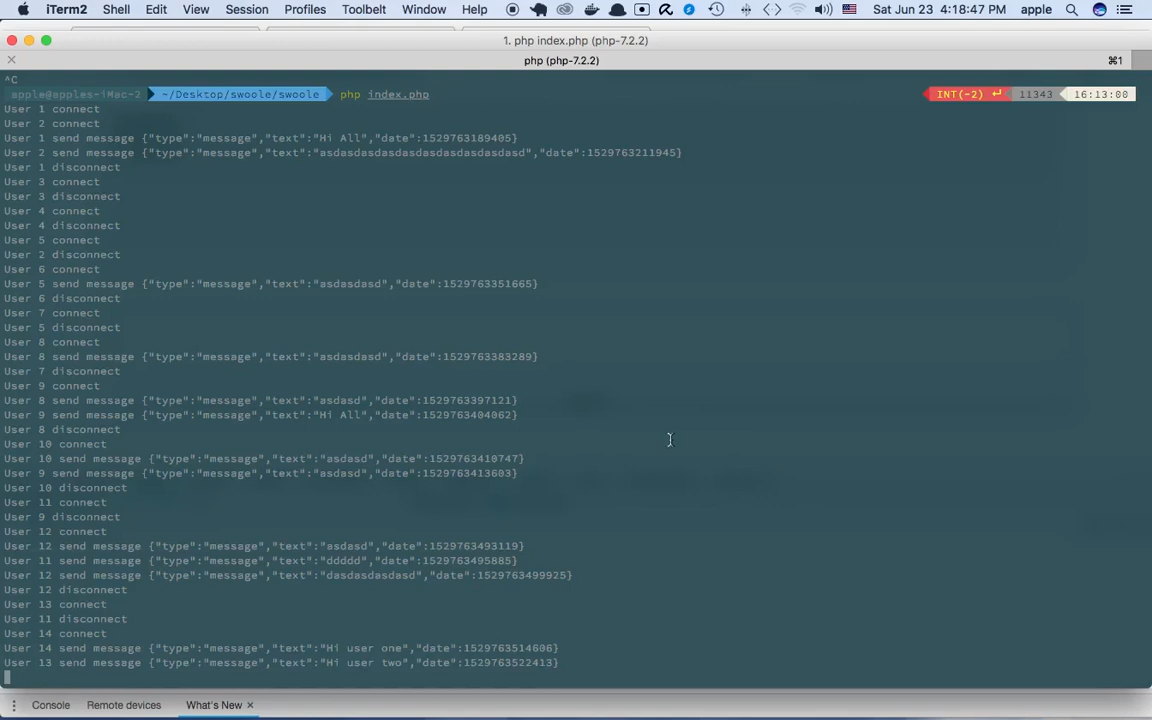 iTerm2 Shell Edit View Session Profiles Toolbelt Window Help Sat Jun 23 4:18:47 PM apple
1. php index.php (php-7.2.2)
php (php-7.2.2) ⌘1
^C
apple@apples-iMac-2 ~/Desktop/swoole/swoole php index.php INT(-2) ↵ 11343 16:13:00
User 1 connect
User 2 connect
User 1 send message {"type":"message","text":"Hi All","date":1529763189405}
User 2 send message {"type":"message","text":"asdasdasdasdasdasdasdasdasdasd","date":1529763211945}
User 1 disconnect
User 3 connect
User 3 disconnect
User 4 connect
User 4 disconnect
User 5 connect
User 2 disconnect
User 6 connect
User 5 send message {"type":"message","text":"asdasdasd","date":1529763351665}
User 6 disconnect
User 7 connect
User 5 disconnect
User 8 connect
User 8 send message {"type":"message","text":"asdasdasd","date":1529763383289}
User 7 disconnect
User 9 connect
User 8 send message {"type":"message","text":"asdasd","date":1529763397121}
User 9 send message {"type":"message","text":"Hi All","date":1529763404062}
User 8 disconnect
User 10 connect
User 10 send message {"type":"message","text":"asdasd","date":1529763410747}
User 9 send message {"type":"message","text":"asdasd","date":1529763413603}
User 10 disconnect
User 11 connect
User 9 disconnect
User 12 connect
User 12 send message {"type":"message","text":"asdasd","date":1529763493119}
User 11 send message {"type":"message","text":"ddddd","date":1529763495885}
User 12 send message {"type":"message","text":"dasdasdasdasd","date":1529763499925}
User 12 disconnect
User 13 connect
User 11 disconnect
User 14 connect
User 14 send message {"type":"message","text":"Hi user one","date":1529763514606}
User 13 send message {"type":"message","text":"Hi user two","date":1529763522413}
Console Remote devices What's New ×